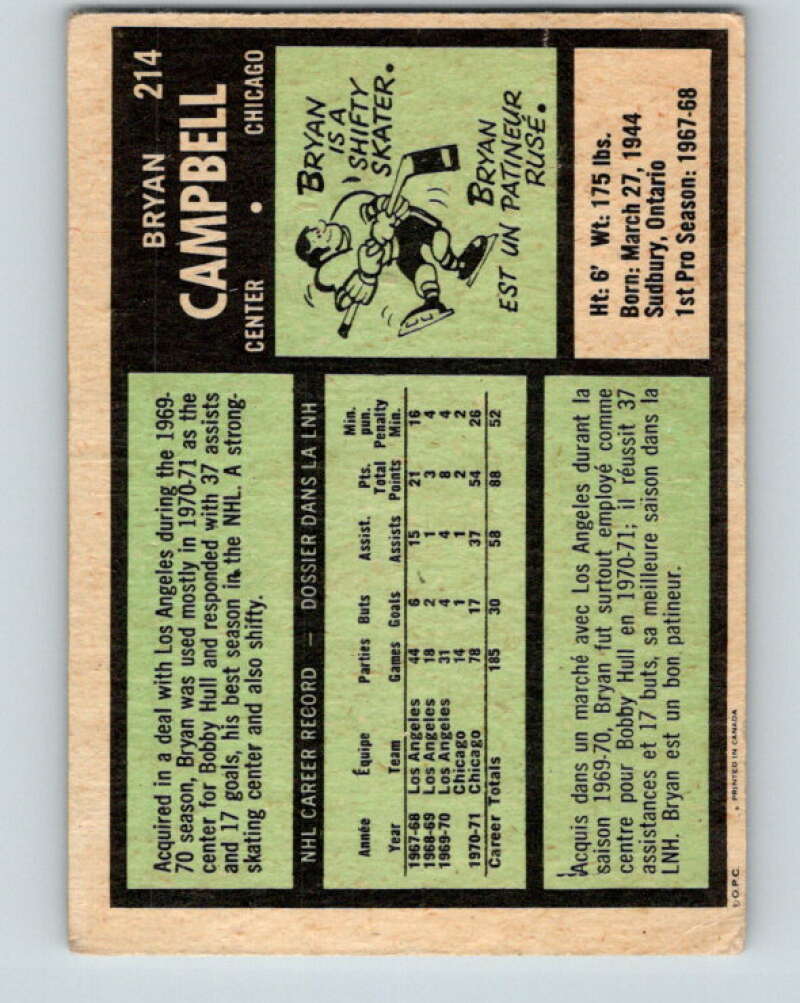 BRYAN 214
CAMPBELL
CENTER • CHICAGO
Acquired in a deal with Los Angeles during the 1969-
70 season, Bryan was used mostly in 1970-71 as the
center for Bobby Hull and responded with 37 assists
and 17 goals, his best season in the NHL. A strong-
skating center and also shifty.
BRYAN
IS A
SHIFTY
SKATER.
BRYAN
EST UN PATINEUR
RUSÉ.
NHL CAREER RECORD — DOSSIER DANS LA LNH
Min.
Pts. pun.
Année Équipe Parties Buts Assist. Total Penalty
Year Team Games Goals Assists Points Min.
1967-68 Los Angeles 44 6 15 21 16
1968-69 Los Angeles 18 2 1 3 4
1969-70 Los Angeles 31 4 4 8 4
Chicago 14 1 1 2 2
1970-71 Chicago 78 17 37 54 26
Career Totals 185 30 58 88 52
Ht: 6' Wt: 175 lbs.
Born: March 27, 1944
Sudbury, Ontario
1st Pro Season: 1967-68
Acquis dans un marché avec Los Angeles durant la
saison 1969-70, Bryan fut surtout employé comme
centre pour Bobby Hull en 1970-71; il réussit 37
assistances et 17 buts, sa meilleure saison dans la
LNH. Bryan est un bon patineur.
© O.P.C. • PRINTED IN CANADA